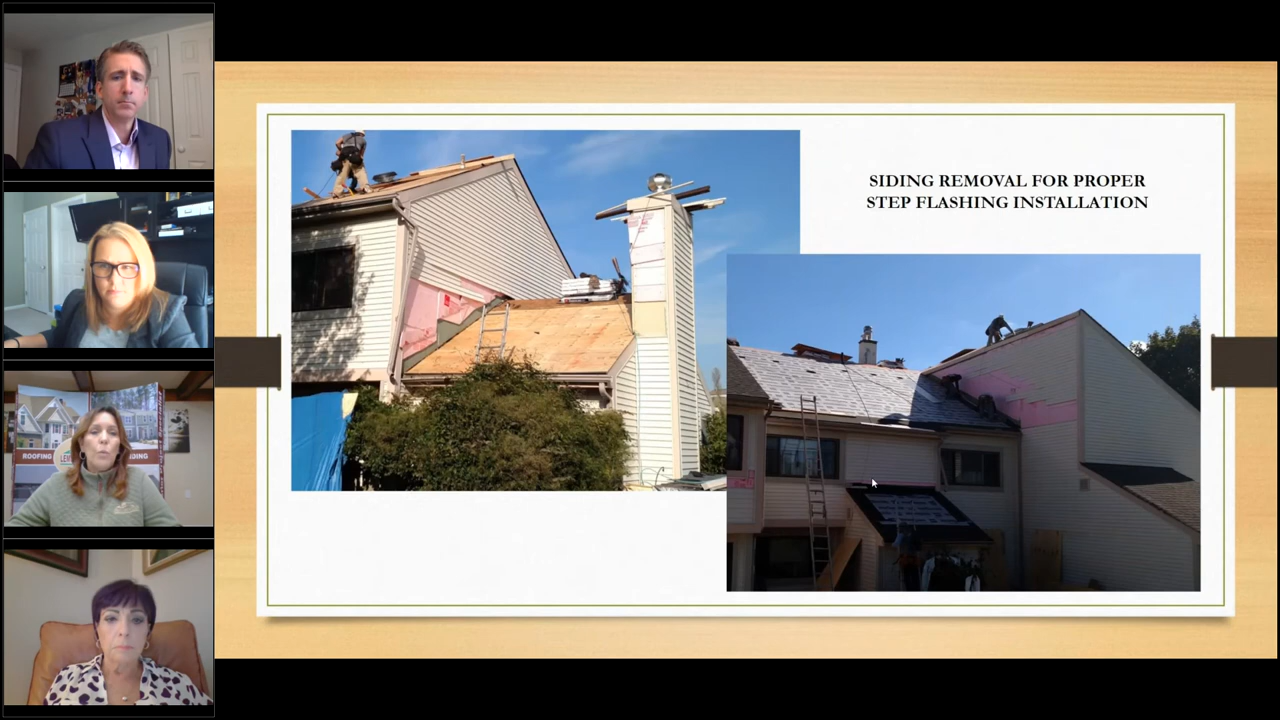 SIDING REMOVAL FOR PROPER
STEP FLASHING INSTALLATION
ROOFING